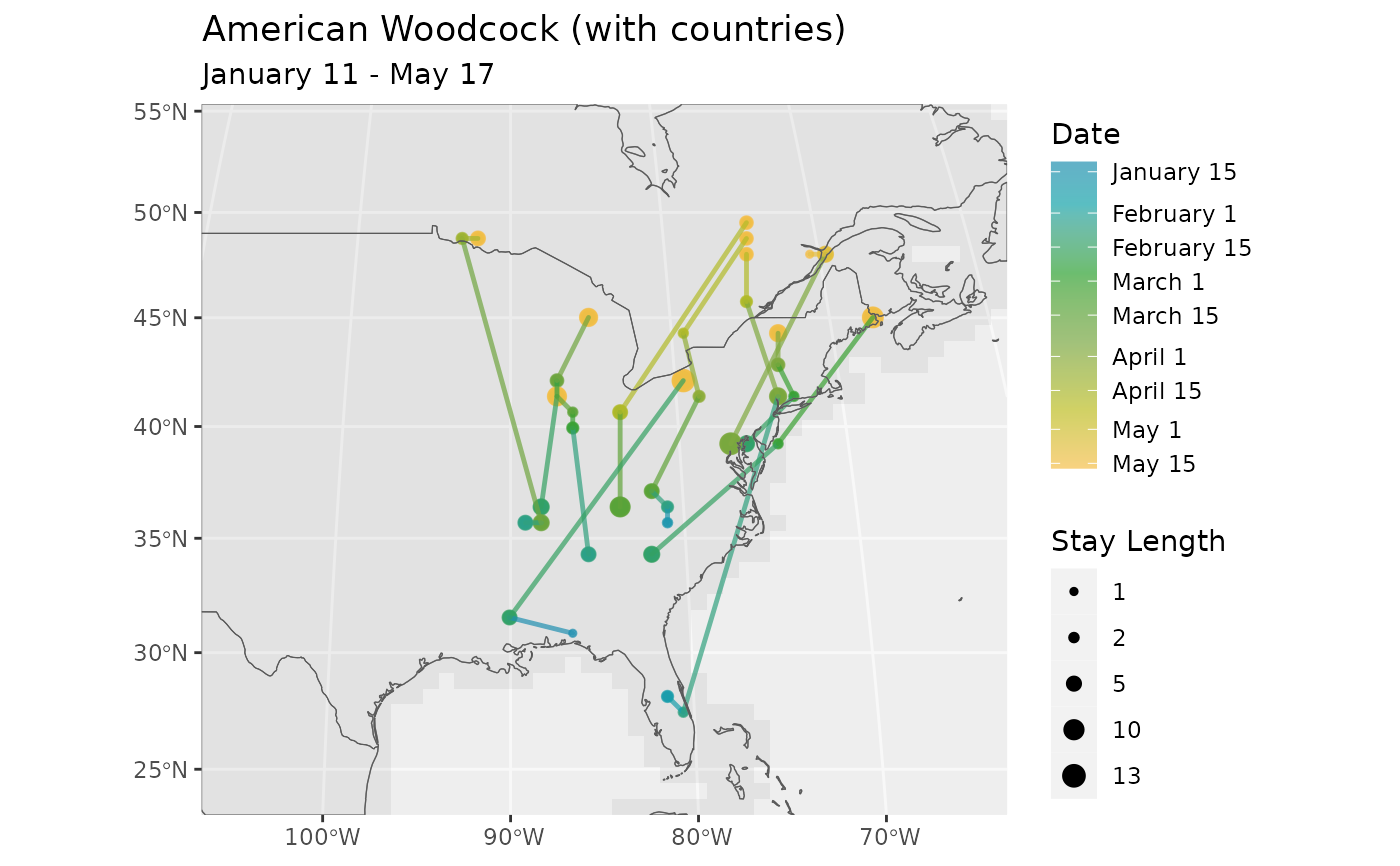 American Woodcock (with countries)
January 11 - May 17
55°N
50°N
45°N
40°N
35°N
30°N
25°N
100°W
90°W
80°W
70°W
Date
January 15
February 1
February 15
March 1
March 15
April 1
April 15
May 1
May 15
Stay Length
1
2
5
10
13